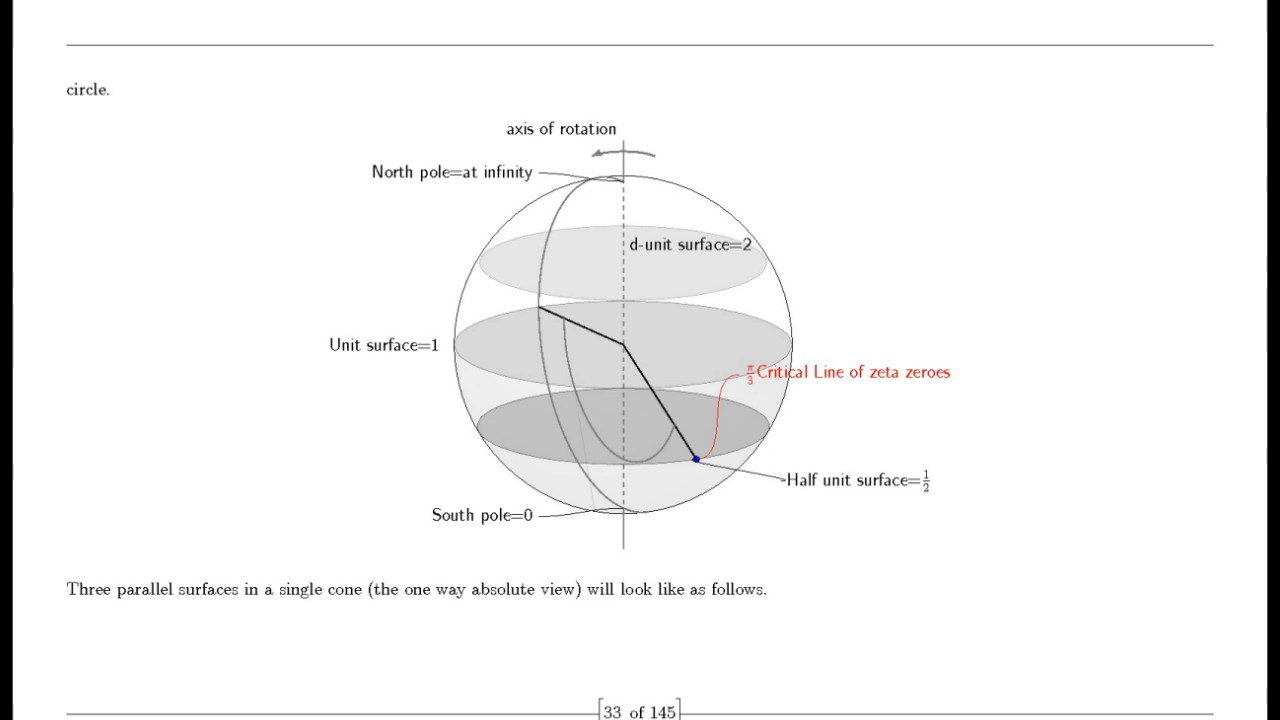 circle.
axis of rotation
North pole=at infinity
d-unit surface=2
Unit surface=1
π/3 Critical Line of zeta zeroes
Half unit surface=1/2
South pole=0
Three parallel surfaces in a single cone (the one way absolute view) will look like as follows.
33 of 145